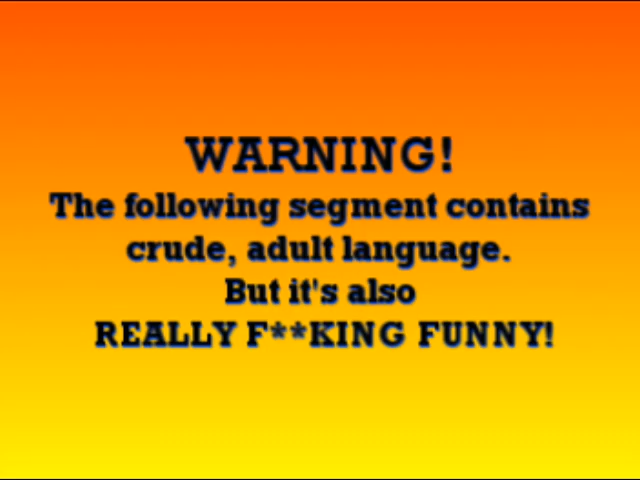 WARNING!
The following segment contains
crude, adult language.
But it's also
REALLY F**KING FUNNY!